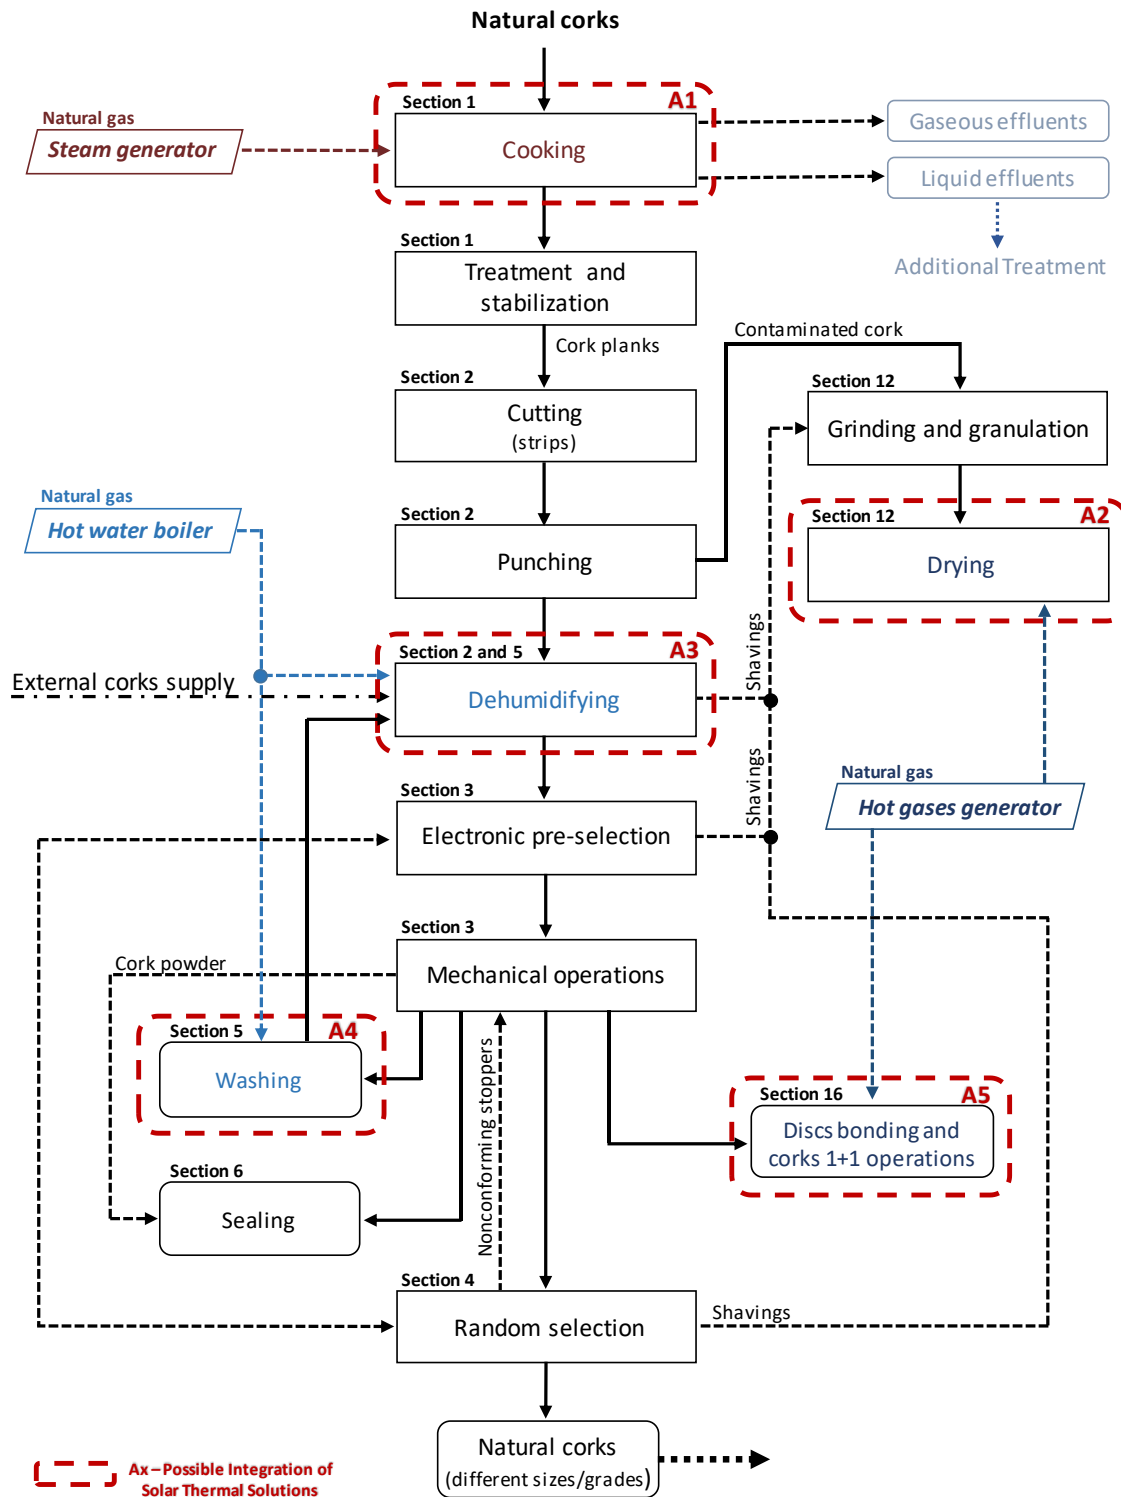 Natural corks
Section 1
A1
Natural gas
Steam generator
Cooking
Gaseous effluents
Liquid effluents
Additional Treatment
Section 1
Treatment and
stabilization
Cork planks
Contaminated cork
Section 2
Cutting
(strips)
Section 12
Grinding and granulation
Natural gas
Hot water boiler
Section 2
Punching
Section 12
A2
Drying
Section 2 and 5
A3
Dehumidifying
External corks supply
Shavings
Shavings
Natural gas
Hot gases generator
Section 3
Electronic pre-selection
Section 3
Mechanical operations
Cork powder
Section 5
A4
Washing
Nonconforming stoppers
Section 16
A5
Discs bonding and
corks 1+1 operations
Section 6
Sealing
Section 4
Random selection
Shavings
Natural corks
(different sizes/grades)
Ax – Possible Integration of
Solar Thermal Solutions